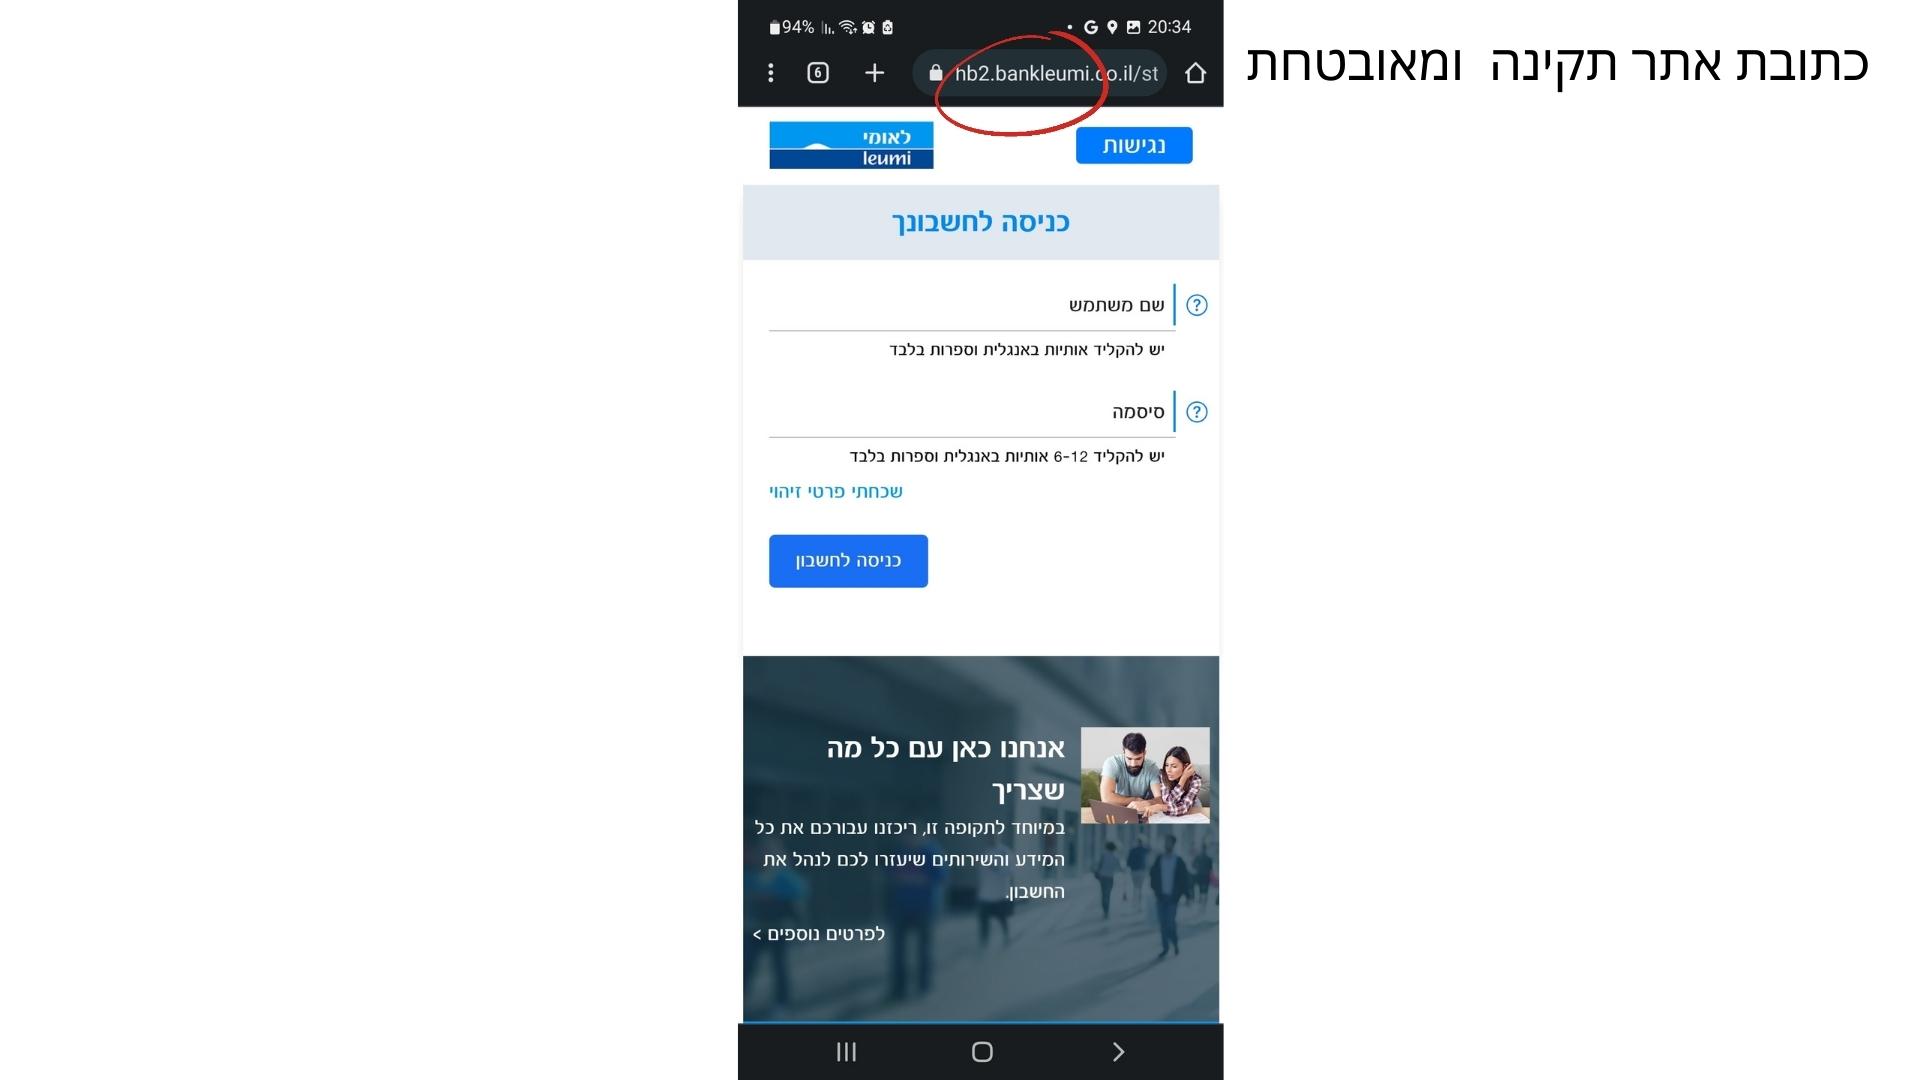 כתובת אתר תקינה ומאובטחת
94% 20:34
6 hb2.bankleumi.co.il/st
לאומי
leumi
נגישות
כניסה לחשבונך
שם משתמש
יש להקליד אותיות באנגלית וספרות בלבד
סיסמה
יש להקליד 6-12 אותיות באנגלית וספרות בלבד
שכחתי פרטי זיהוי
כניסה לחשבון
אנחנו כאן עם כל מה
שצריך
במיוחד לתקופה זו, ריכזנו עבורכם את כל
המידע והשירותים שיעזרו לכם לנהל את
החשבון.
לפרטים נוספים >